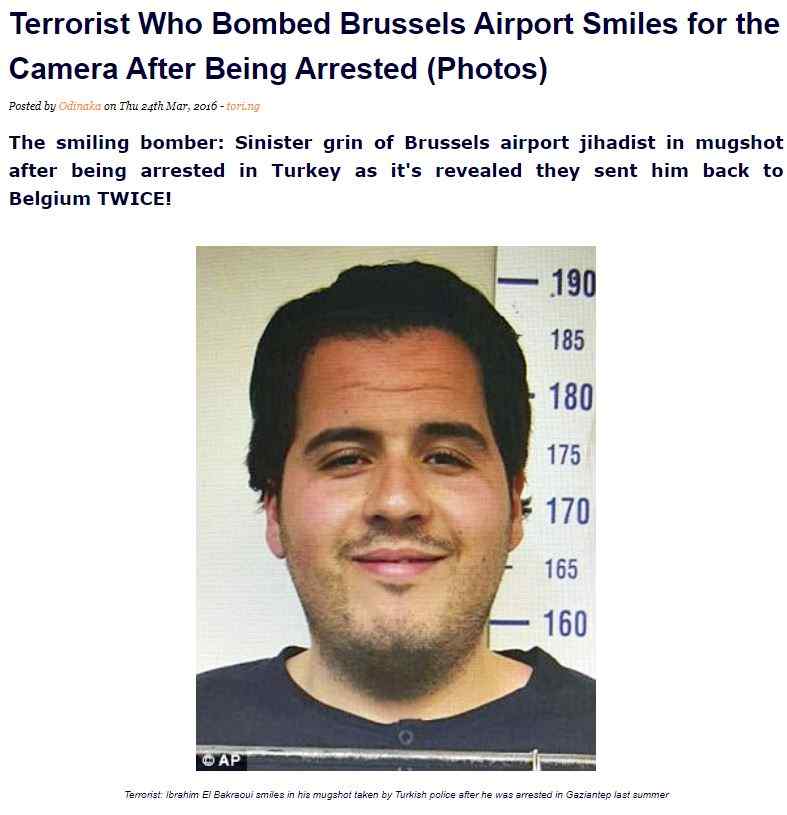 Terrorist Who Bombed Brussels Airport Smiles for the
Camera After Being Arrested (Photos)
Posted by Odinaka on Thu 24th Mar, 2016 - tori.ng
The smiling bomber: Sinister grin of Brussels airport jihadist in mugshot
after being arrested in Turkey as it's revealed they sent him back to
Belgium TWICE!
190
185
180
175
170
165
160
© AP
Terrorist: Ibrahim El Bakraoui smiles in his mugshot taken by Turkish police after he was arrested in Gaziantep last summer